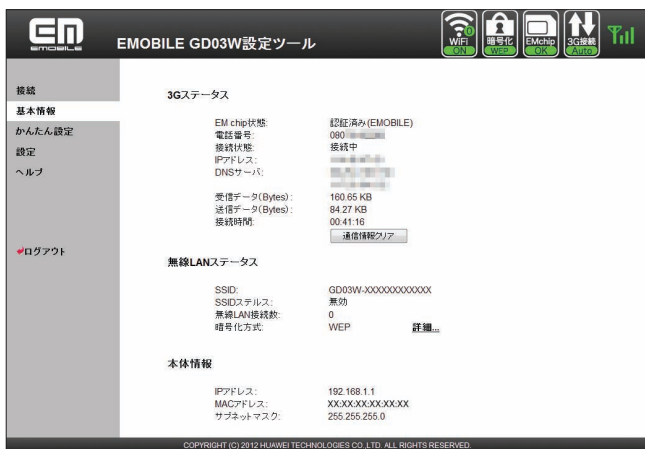 EM
EMOBILE
EMOBILE GD03W設定ツール
WiFi 0 ON
暗号化 WEP
EMchip OK
3G接続 Auto
接続
基本情報
かんたん設定
設定
ヘルプ
ログアウト
3Gステータス
EM chip状態: 認証済み(EMOBILE)
電話番号: 080
接続状態: 接続中
IPアドレス:
DNSサーバ:
受信データ(Bytes): 160.65 KB
送信データ(Bytes): 84.27 KB
接続時間: 00:41:16
通信情報クリア
無線LANステータス
SSID: GD03W-XXXXXXXXXXXX
SSIDステルス: 無効
無線LAN接続数: 0
暗号化方式: WEP 詳細...
本体情報
IPアドレス: 192.168.1.1
MACアドレス: XX:XX:XX:XX:XX:XX
サブネットマスク: 255.255.255.0
COPYRIGHT (C) 2012 HUAWEI TECHNOLOGIES CO.,LTD. ALL RIGHTS RESERVED.